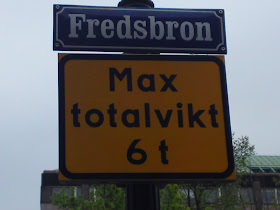 Fredsbron
Max
totalvikt
6 t